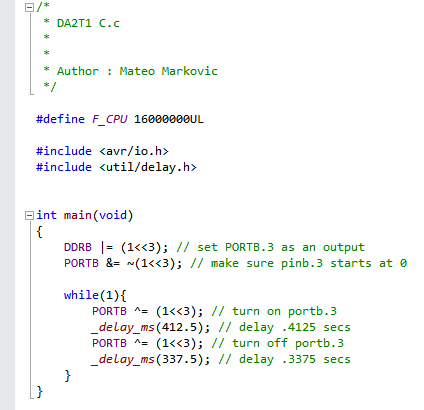 /*
 * DA2T1 C.c
 *
 *
 * Author : Mateo Markovic
 */

#define F_CPU 16000000UL

#include <avr/io.h>
#include <util/delay.h>


int main(void)
{
    DDRB |= (1<<3); // set PORTB.3 as an output
    PORTB &= ~(1<<3); // make sure pinb.3 starts at 0

    while(1){
        PORTB ^= (1<<3); // turn on portb.3
        _delay_ms(412.5); // delay .4125 secs
        PORTB ^= (1<<3); // turn off portb.3
        _delay_ms(337.5); // delay .3375 secs
    }
}